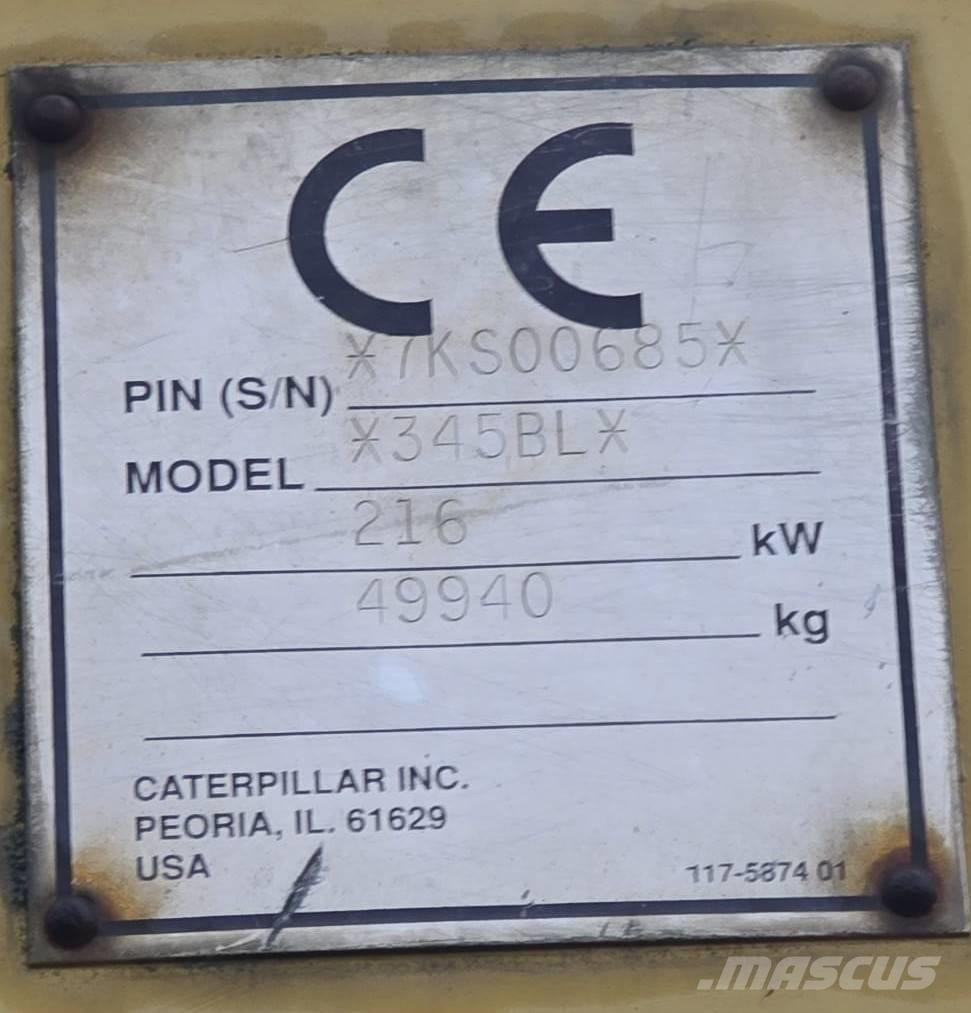 CE
PIN (S/N) *7KS00685*
MODEL *345BL*
216 kW
49940 kg
CATERPILLAR INC.
PEORIA, IL. 61629
USA
117-5874 01
.MASCUS